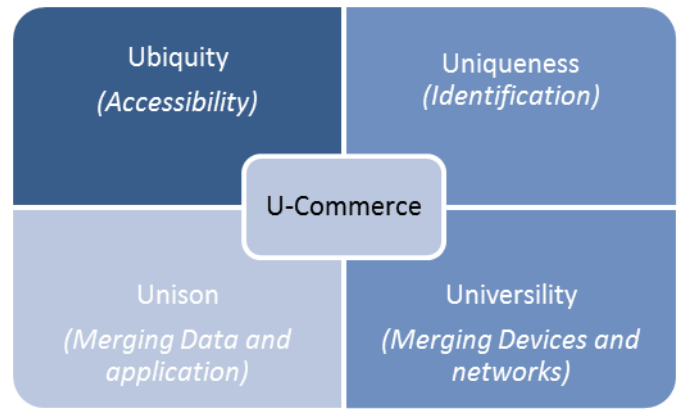 Ubiquity
(Accessibility)
Uniqueness
(Identification)
U-Commerce
Unison
(Merging Data and
application)
Universility
(Merging Devices and
networks)